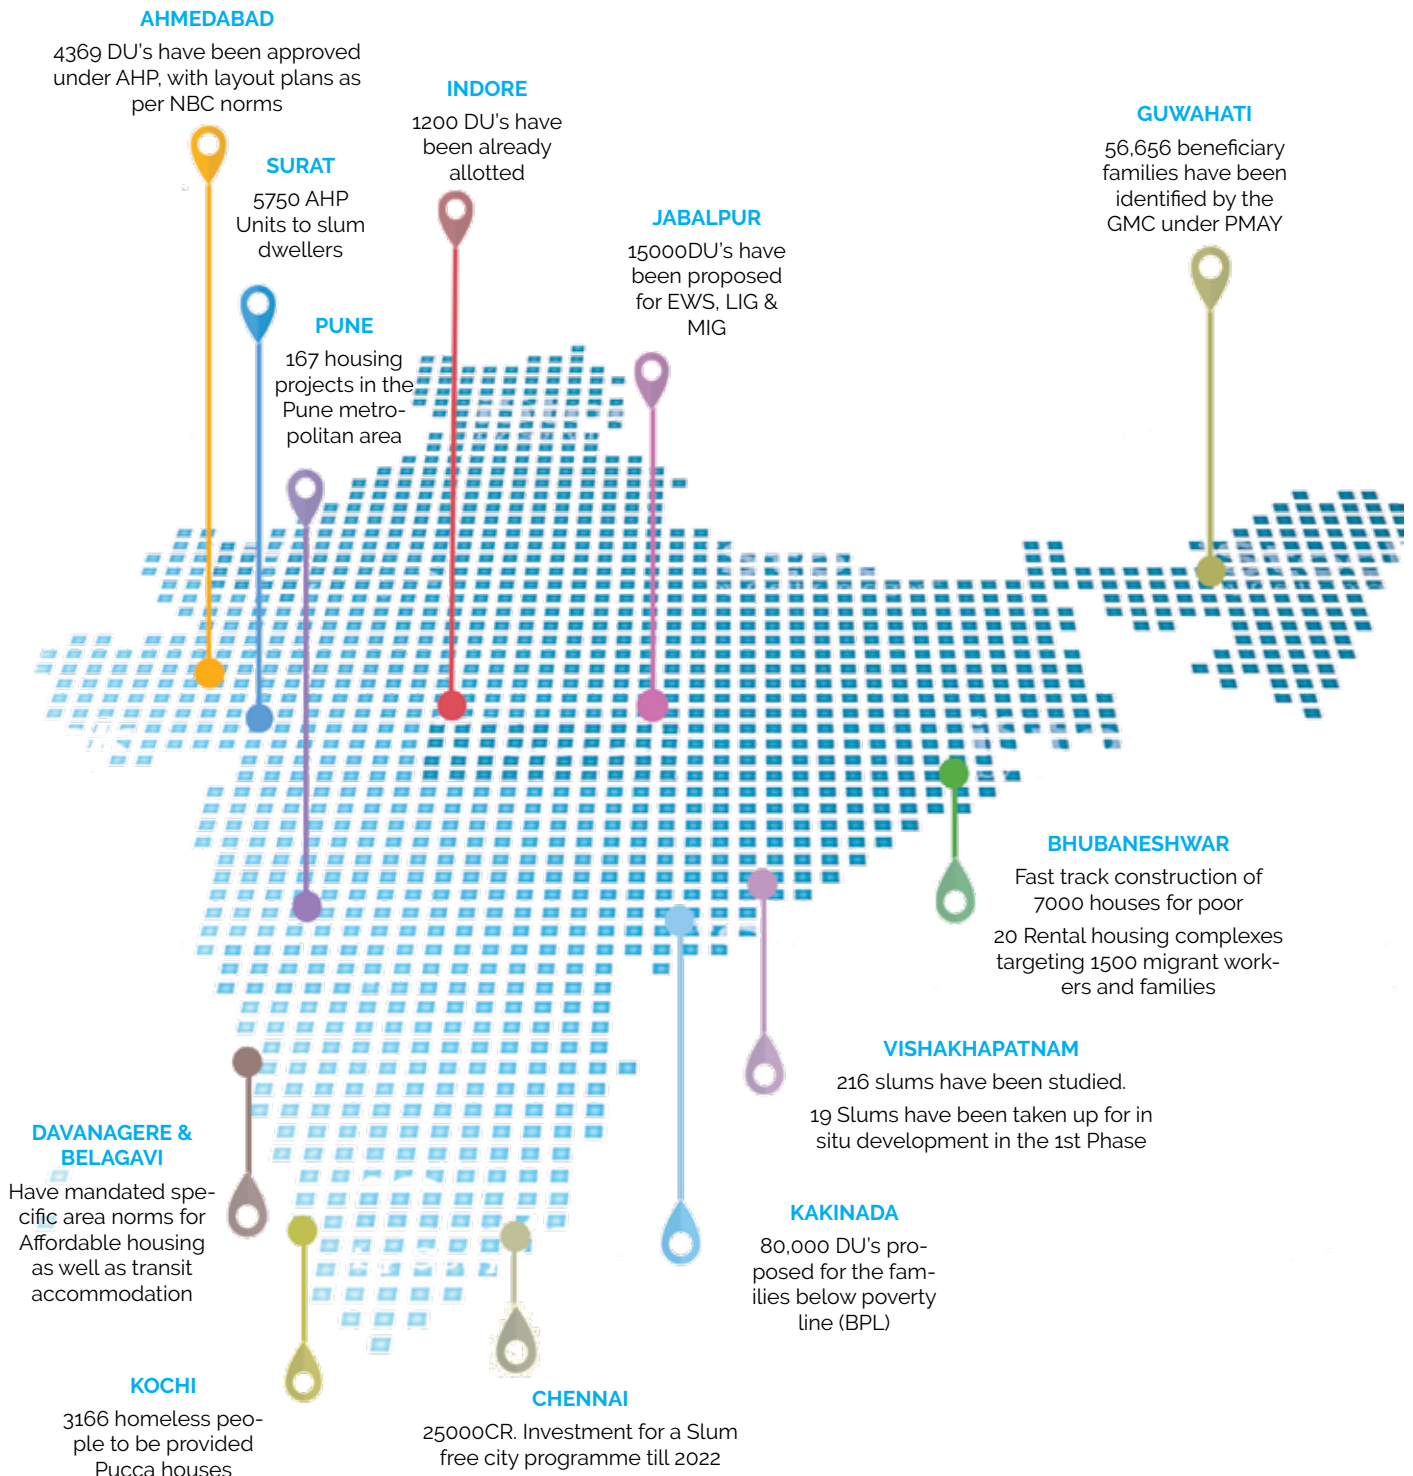 AHMEDABAD
4369 DU's have been approved
under AHP, with layout plans as
per NBC norms
INDORE
1200 DU's have
been already
allotted
GUWAHATI
56,656 beneficiary
families have been
identified by the
GMC under PMAY
SURAT
5750 AHP
Units to slum
dwellers
JABALPUR
15000DU's have
been proposed
for EWS, LIG &
MIG
PUNE
167 housing
projects in the
Pune metro-
politan area
BHUBANESHWAR
Fast track construction of
7000 houses for poor
20 Rental housing complexes
targeting 1500 migrant work-
ers and families
VISHAKHAPATNAM
216 slums have been studied.
19 Slums have been taken up for in
situ development in the 1st Phase
DAVANAGERE &
BELAGAVI
Have mandated spe-
cific area norms for
Affordable housing
as well as transit
accommodation
KAKINADA
80,000 DU's pro-
posed for the fam-
ilies below poverty
line (BPL)
KOCHI
3166 homeless peo-
ple to be provided
Pucca houses
CHENNAI
25000CR. Investment for a Slum
free city programme till 2022